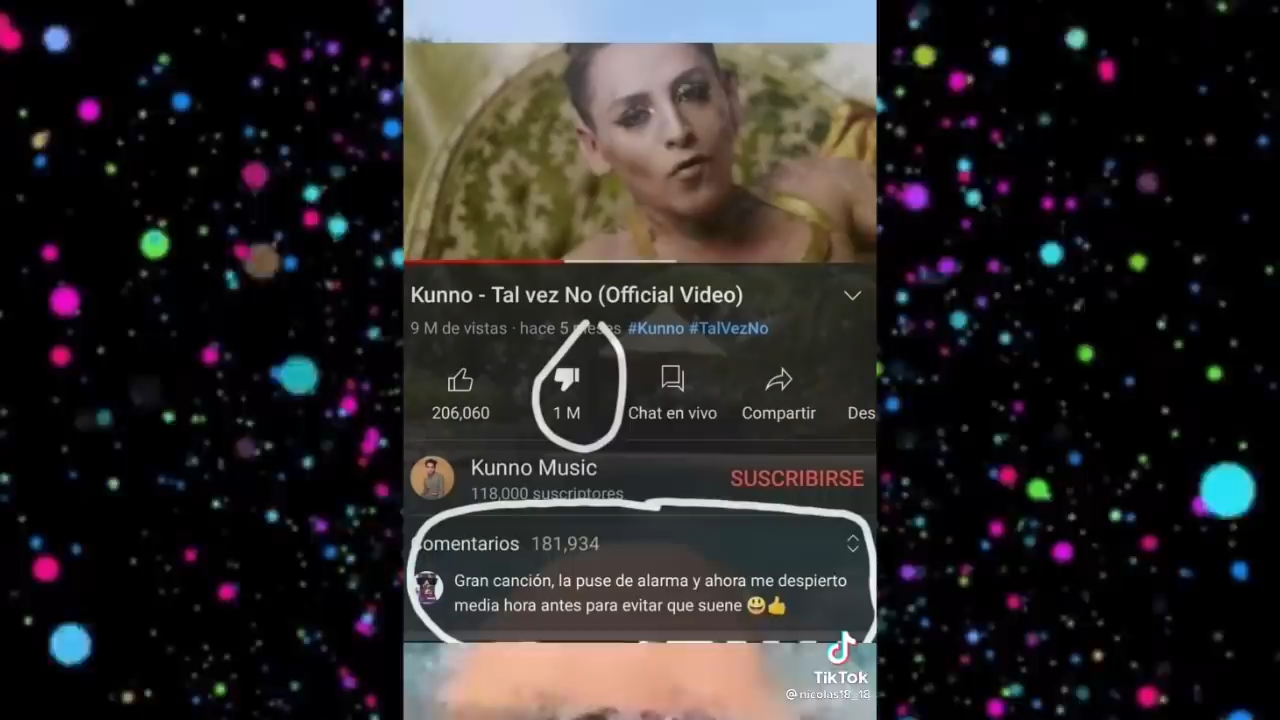 Kunno - Tal vez No (Official Video)
9 M de vistas · hace 5 meses #Kunno #TalVezNo
206,060
1 M
Chat en vivo
Compartir
Des
Kunno Music
118,000 suscriptores
SUSCRIBIRSE
Comentarios 181,934
Gran canción, la puse de alarma y ahora me despierto
media hora antes para evitar que suene 😃👍
TikTok
@nicolas18_18